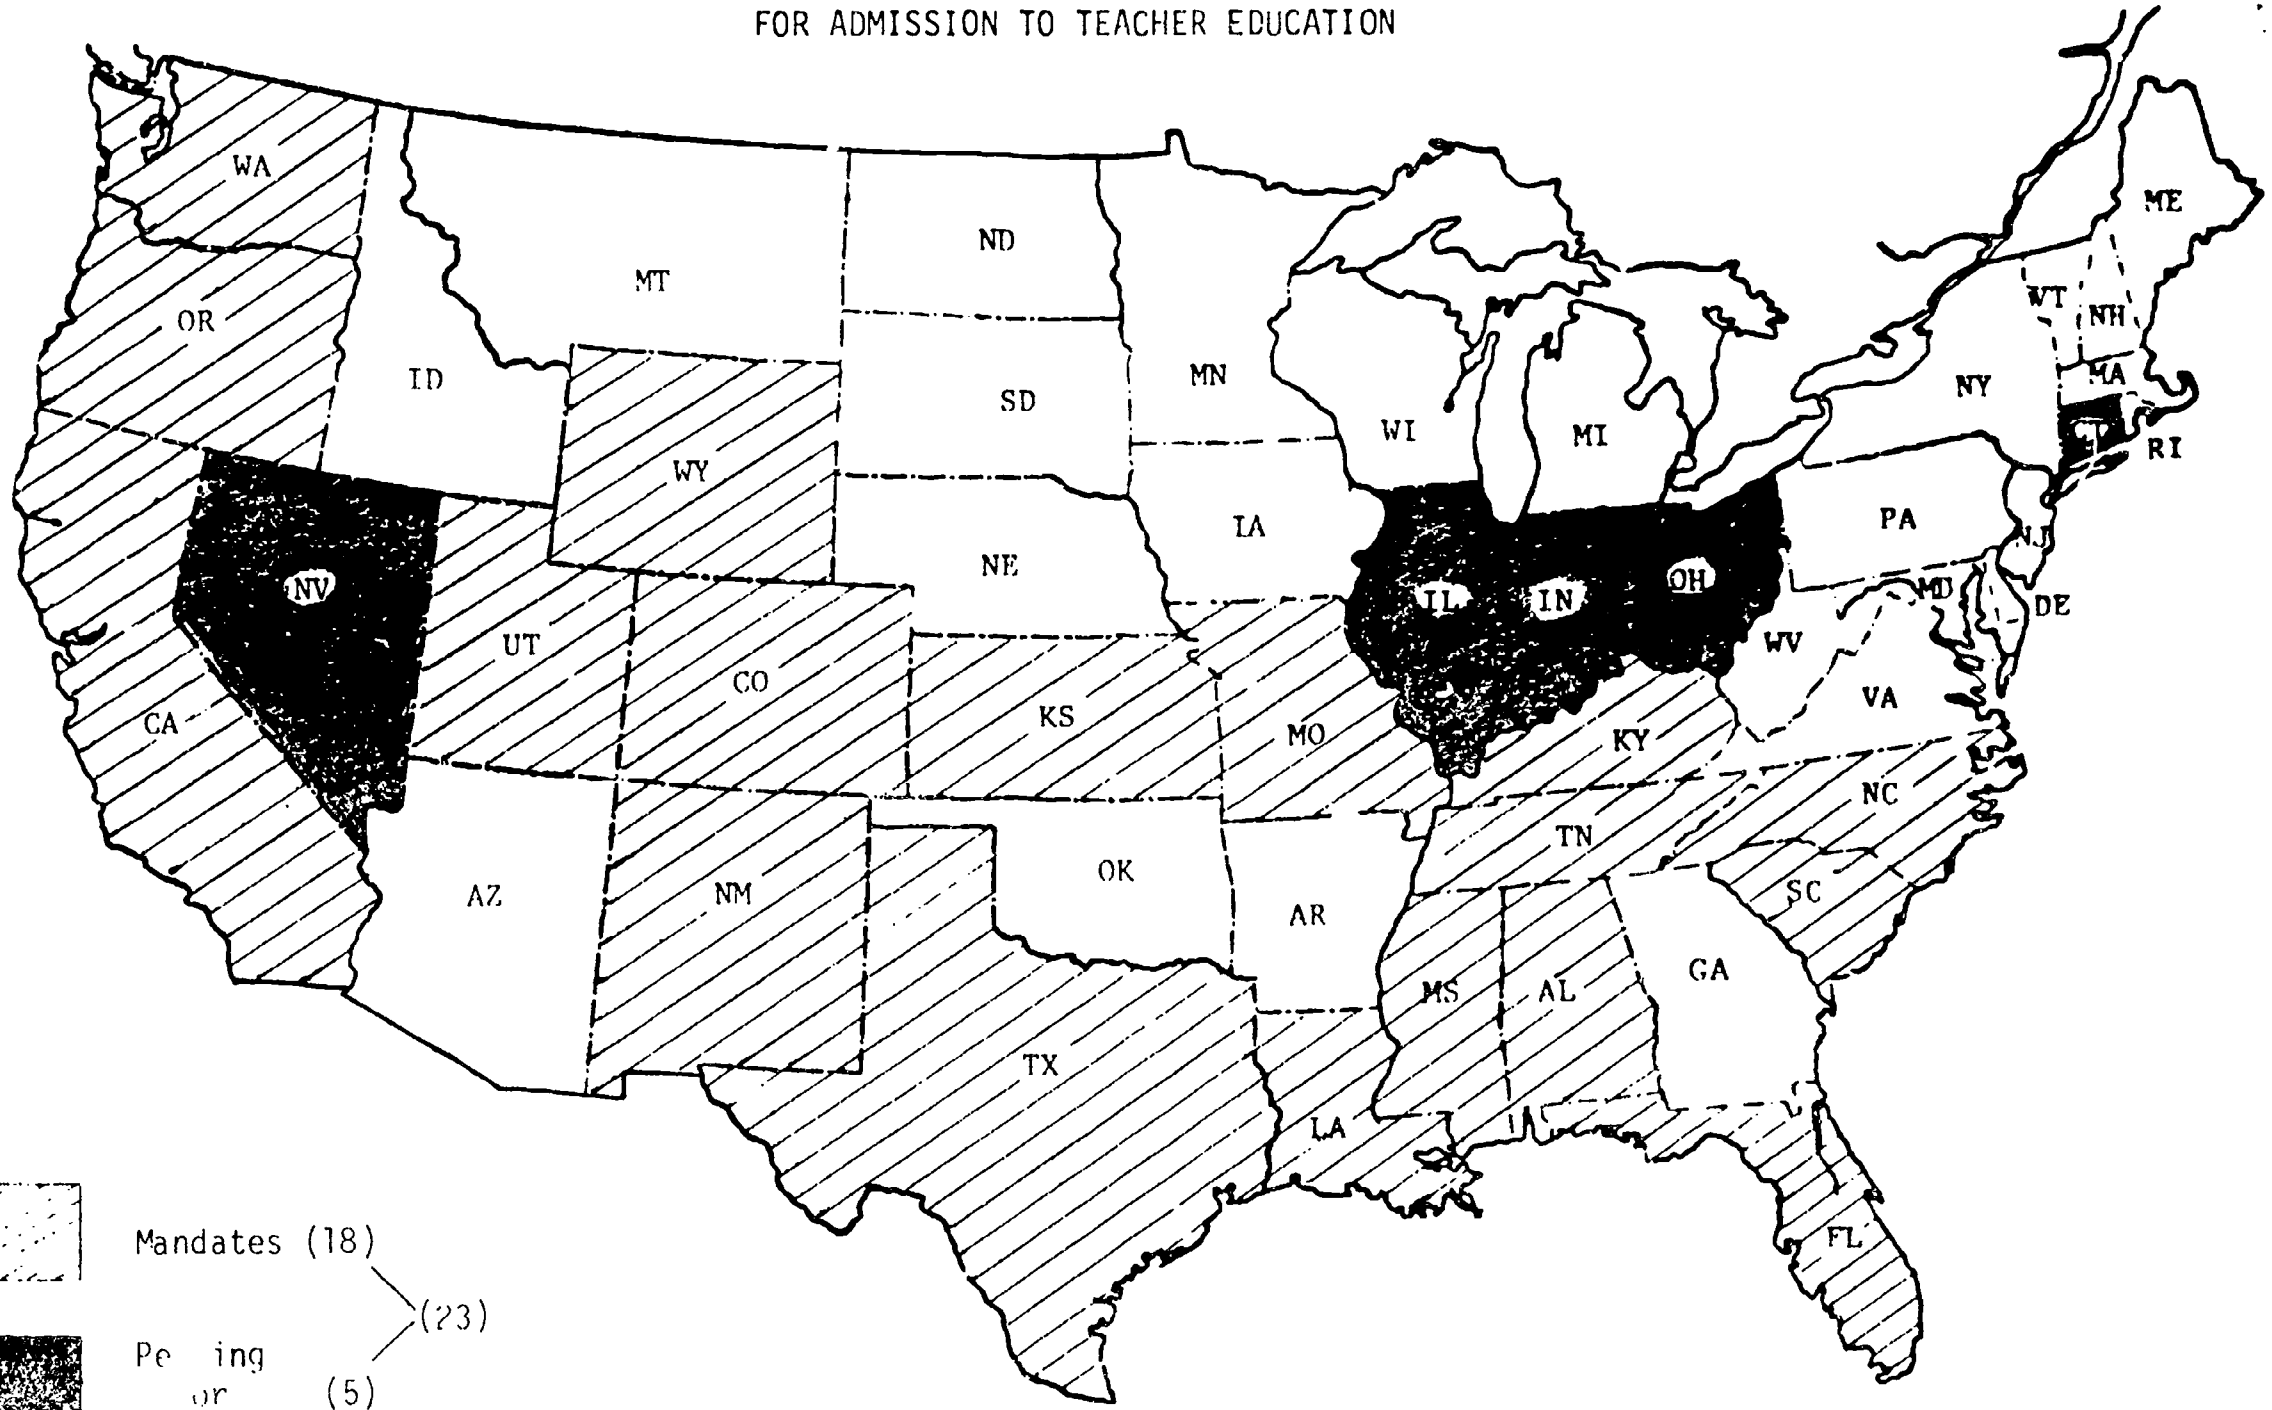 FOR ADMISSION TO TEACHER EDUCATION
WA
ME
ND
MT
VT
NH
OR
ID
MN
SD
NY
MA
WI
MI
RI
CT
WY
IA
PA
NJ
NE
NV
IL
IN
OH
MD
DE
UT
WV
CO
VA
KS
CA
MO
KY
NC
TN
OK
SC
AZ
NM
AR
GA
MS
AL
TX
LA
FL
Mandates (18)
(23)
or (5)